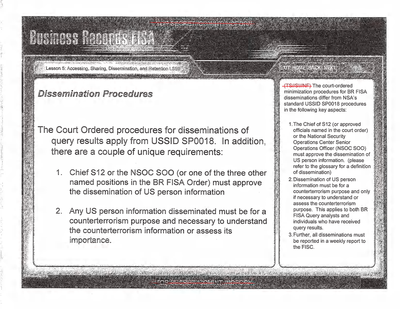 Business Records FISA
Lesson 5: Accessing, Sharing, Dissemination, and Retention
Dissemination Procedures
The Court Ordered procedures for disseminations of
query results apply from USSID SP0018. In addition,
there are a couple of unique requirements:
1. Chief of S12 or the NSOC SOO (or one of the three other
named positions in the BR FISA Order) must approve
the dissemination of US person information
2. Any US person information disseminated must be for a
counterterrorism purpose and necessary to understand
the counterterrorism information or assess its
importance.
The court-ordered
minimization procedures for BR FISA
disseminations differ from NSA's
standard USSID SP0018 procedures
in the following key aspects:
1. The Chief of S12 (or approved
officials named in the court order)
or the National Security
Operations Center Senior
Operations Officer (NSOC SOO)
must approve the dissemination of
US person information. (please
refer to the glossary for a definition
of dissemination)
2. Dissemination of US person
information must be for a
counterterrorism purpose and only
if necessary to understand or
assess the counterterrorism
purpose. This applies to both BR
FISA Query analysts and
individuals who have received
query results.
3. Further, all disseminations must
be reported in a weekly report to
the FISC.